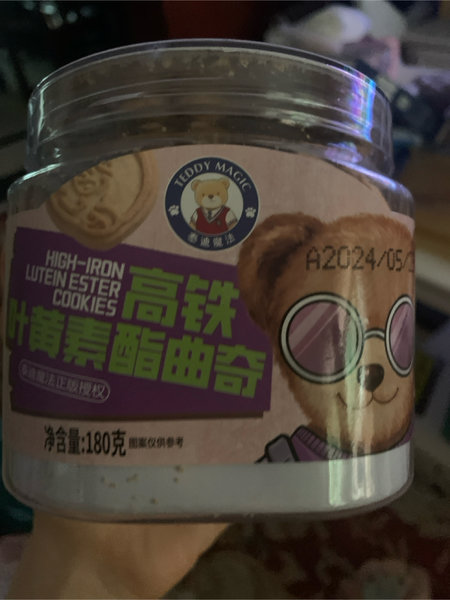 TEDDY MAGIC
泰迪魔法
A2024/05/
HIGH-IRON
LUTEIN ESTER
COOKIES
高铁
叶黄素酯曲奇
泰迪魔法正版授权
净含量:180克
图案仅供参考